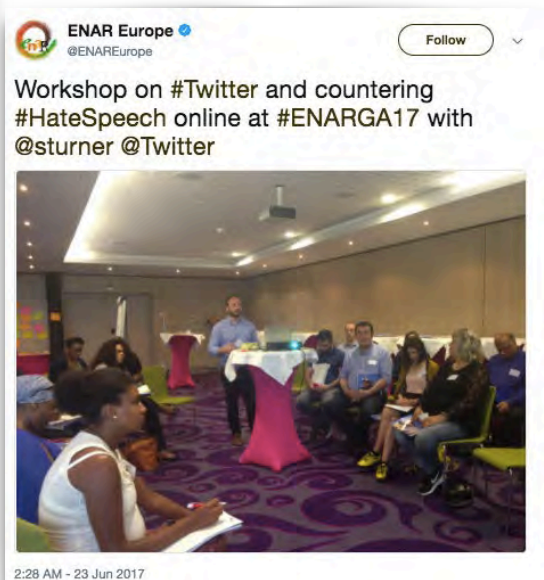 ENAR Europe
@ENAREurope
Follow
Workshop on #Twitter and countering
#HateSpeech online at #ENARGA17 with
@sturner @Twitter
2:28 AM - 23 Jun 2017